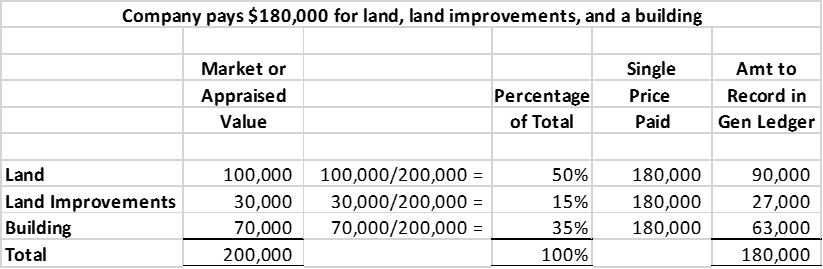 Company pays $180,000 for land, land improvements, and a building
Market or Single Amt to
Appraised Percentage Price Record in
Value of Total Paid Gen Ledger
Land 100,000 100,000/200,000 = 50% 180,000 90,000
Land Improvements 30,000 30,000/200,000 = 15% 180,000 27,000
Building 70,000 70,000/200,000 = 35% 180,000 63,000
Total 200,000 100% 180,000